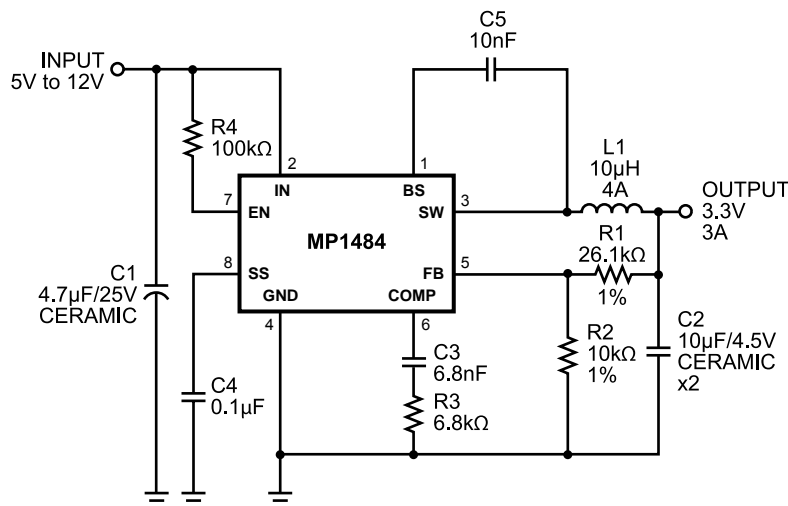 C5
10nF
INPUT
5V to 12V
R4
100kΩ
2
1
L1
10µH
4A
IN
BS
7
EN
SW
3
OUTPUT
3.3V
3A
MP1484
R1
26.1kΩ
1%
8
SS
FB
5
C1
4.7µF/25V
CERAMIC
GND
COMP
4
6
C2
10µF/4.5V
CERAMIC
x2
R2
10kΩ
1%
C3
6.8nF
C4
0.1µF
R3
6.8kΩ